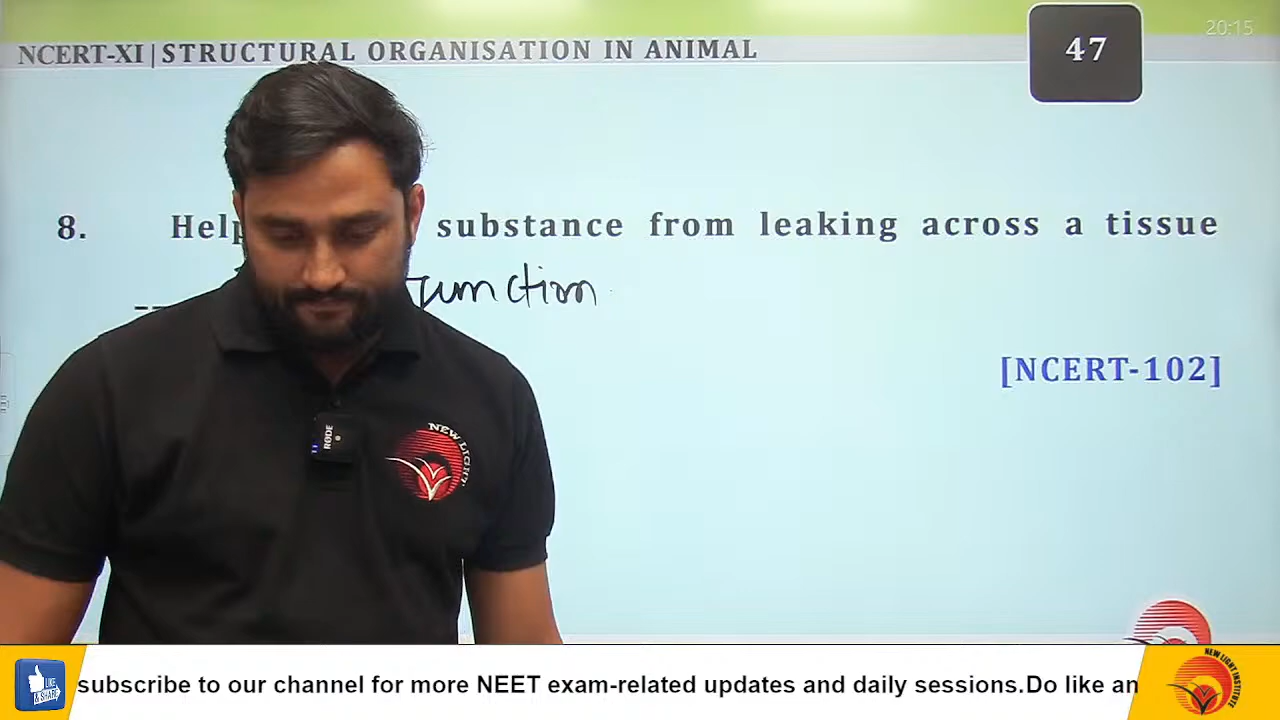 20:15
NCERT-XI | STRUCTURAL ORGANISATION IN ANIMAL
47
8. Help substance from leaking across a tissue
-- Junction
[NCERT-102]
NEW LIGHT
RODE
LIKE & SHARE
subscribe to our channel for more NEET exam-related updates and daily sessions.Do like an
NEW LIGHT INSTITUTE